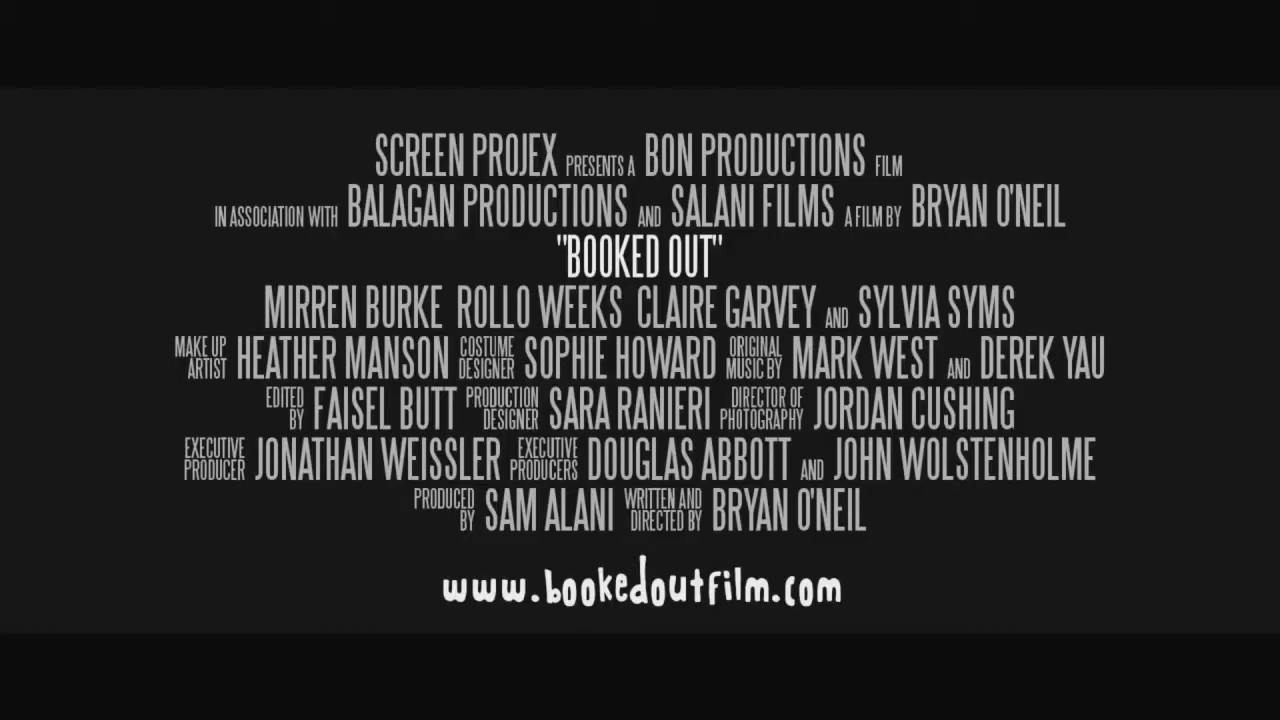 SCREEN PROJEX PRESENTS A BON PRODUCTIONS FILM
IN ASSOCIATION WITH BALAGAN PRODUCTIONS AND SALANI FILMS A FILM BY BRYAN O'NEIL
"BOOKED OUT"
MIRREN BURKE ROLLO WEEKS CLAIRE GARVEY AND SYLVIA SYMS
MAKE UP ARTIST HEATHER MANSON COSTUME DESIGNER SOPHIE HOWARD ORIGINAL MUSIC BY MARK WEST AND DEREK YAU
EDITED BY FAISEL BUTT PRODUCTION DESIGNER SARA RANIERI DIRECTOR OF PHOTOGRAPHY JORDAN CUSHING
EXECUTIVE PRODUCER JONATHAN WEISSLER EXECUTIVE PRODUCERS DOUGLAS ABBOTT AND JOHN WOLSTENHOLME
PRODUCED BY SAM ALANI WRITTEN AND DIRECTED BY BRYAN O'NEIL
www.bookedoutfilm.com